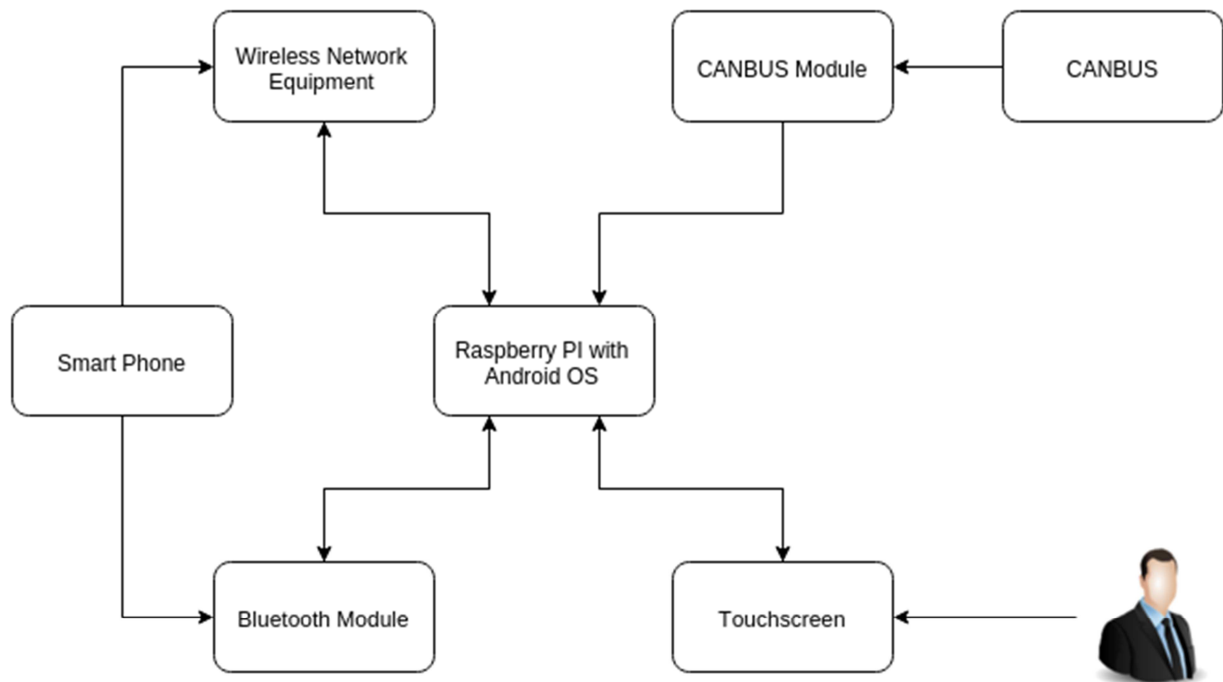 Wireless Network
Equipment
CANBUS Module
CANBUS
Smart Phone
Raspberry PI with
Android OS
Bluetooth Module
Touchscreen